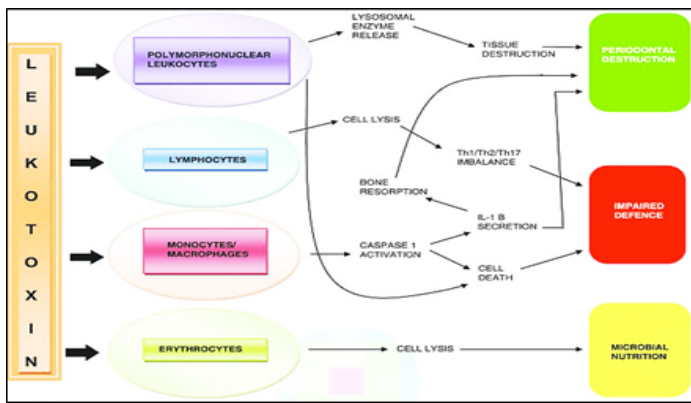 LEUKOTOXIN
POLYMORPHONUCLEAR
LEUKOCYTES
LYMPHOCYTES
MONOCYTES/
MACROPHAGES
ERYTHROCYTES
LYSOSOMAL
ENZYME
RELEASE
TISSUE
DESTRUCTION
CELL LYSIS
Th1/Th2/Th17
IMBALANCE
BONE
RESORPTION
IL-1 B
SECRETION
CASPASE 1
ACTIVATION
CELL
DEATH
CELL LYSIS
PERIODONTAL
DESTRUCTION
IMPAIRED
DEFENCE
MICROBIAL
NUTRITION